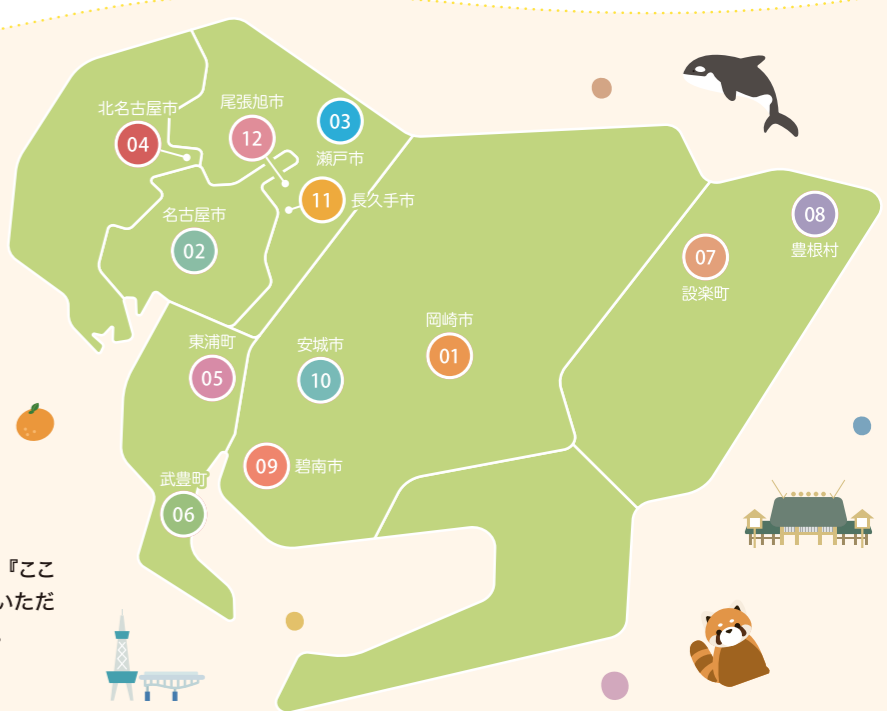 北名古屋市
04
尾張旭市
12
03
瀬戸市
11
長久手市
名古屋市
02
08
豊根村
07
設楽町
岡崎市
01
東浦町
05
安城市
10
09
碧南市
武豊町
06
『ここ
いただ